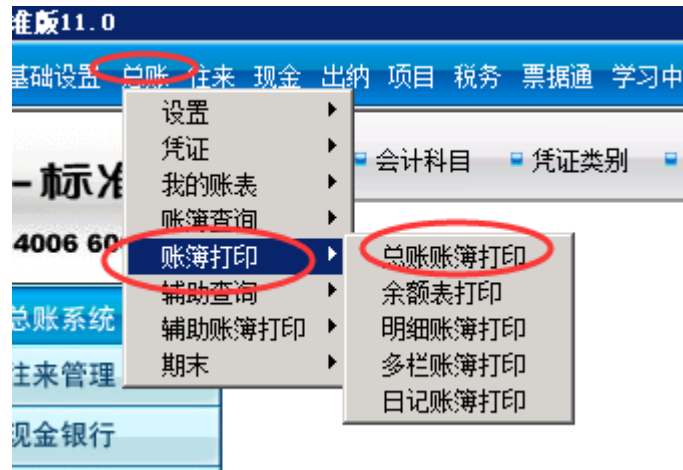 准版11.0
基础设置 总账 往来 现金 出纳 项目 税务 票据通 学习中
设置
凭证
我的账表
账簿查询
账簿打印
辅助查询
辅助账簿打印
期末
会计科目 凭证类别
-标准
4006 60
总账账簿打印
余额表打印
明细账簿打印
多栏账簿打印
日记账簿打印
总账系统
往来管理
现金银行